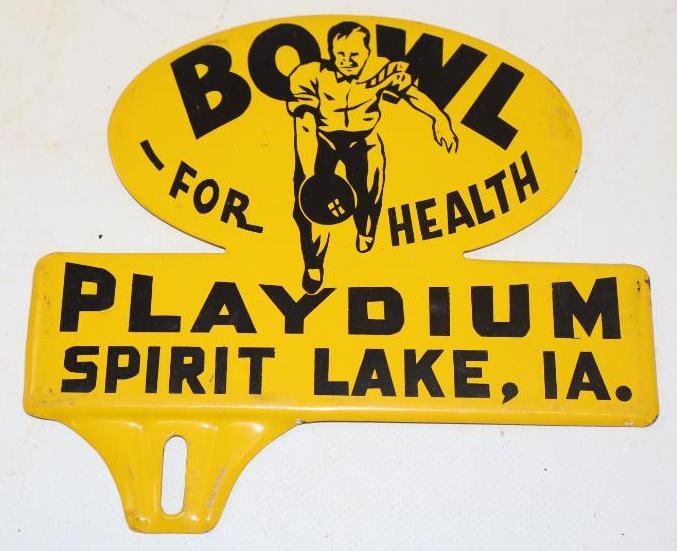 BOWL
-FOR HEALTH
PLAYDIUM
SPIRIT LAKE, IA.